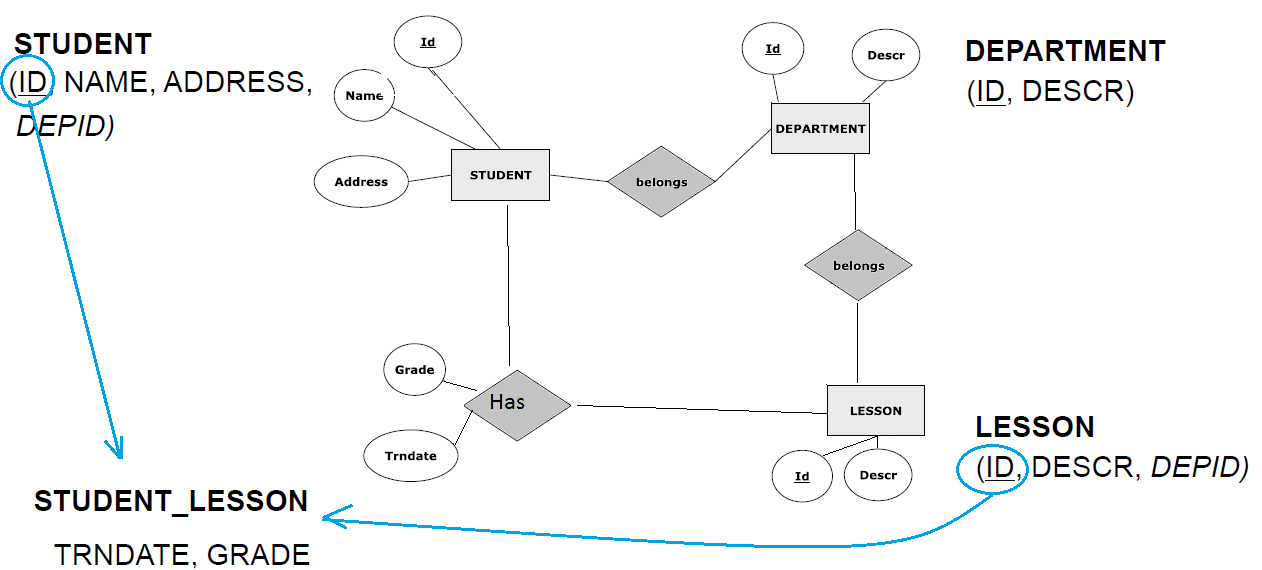 STUDENT
(ID, NAME, ADDRESS,
DEPID)
Id
Name
Address
STUDENT
belongs
Id
Descr
DEPARTMENT
DEPARTMENT
(ID, DESCR)
belongs
Grade
Has
Trndate
LESSON
Id
Descr
LESSON
(ID, DESCR, DEPID)
STUDENT_LESSON
TRNDATE, GRADE